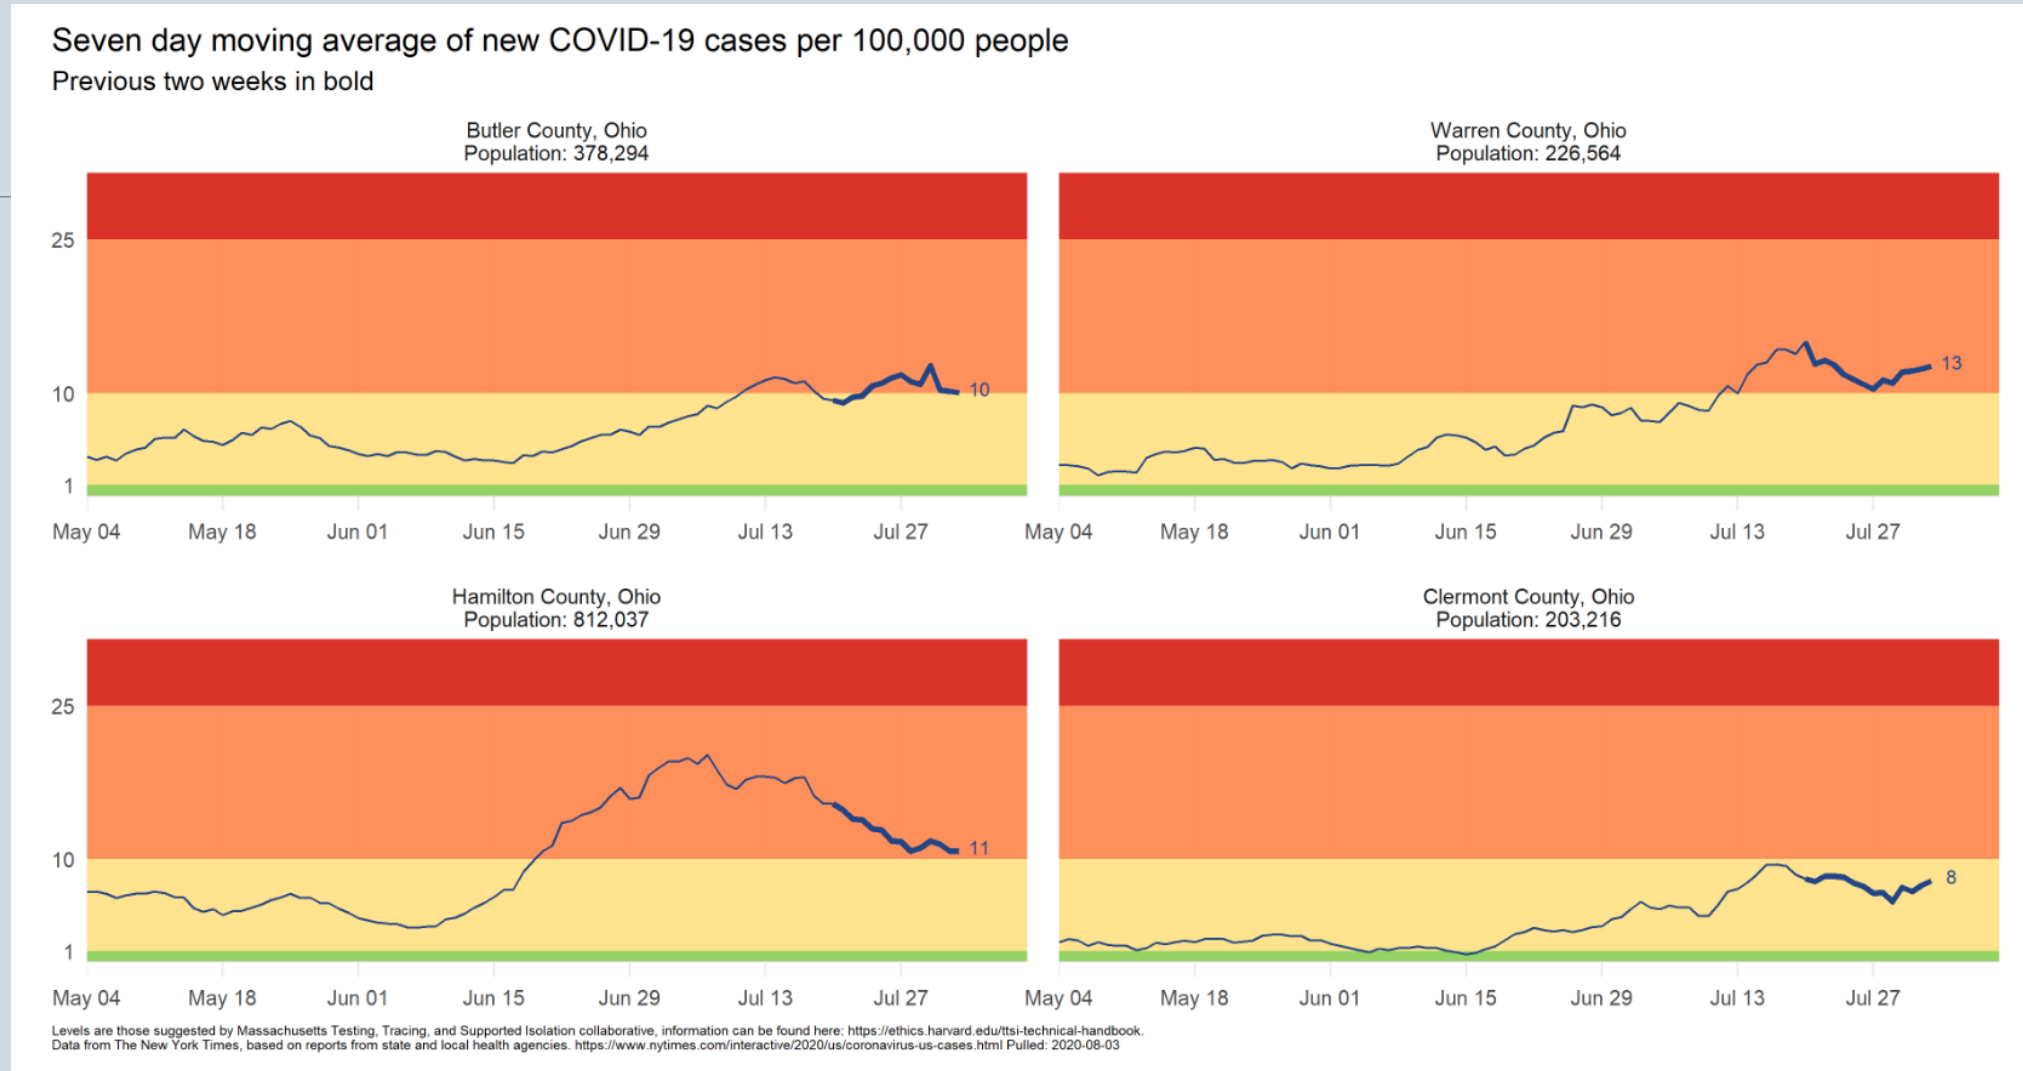 Seven day moving average of new COVID-19 cases per 100,000 people
Previous two weeks in bold
Butler County, Ohio
Population: 378,294
25
10
1
10
May 04 May 18 Jun 01 Jun 15 Jun 29 Jul 13 Jul 27
Warren County, Ohio
Population: 226,564
13
May 04 May 18 Jun 01 Jun 15 Jun 29 Jul 13 Jul 27
Hamilton County, Ohio
Population: 812,037
25
10
1
11
May 04 May 18 Jun 01 Jun 15 Jun 29 Jul 13 Jul 27
Clermont County, Ohio
Population: 203,216
8
May 04 May 18 Jun 01 Jun 15 Jun 29 Jul 13 Jul 27
Levels are those suggested by Massachusetts Testing, Tracing, and Supported Isolation collaborative, information can be found here: https://ethics.harvard.edu/ttsi-technical-handbook.
Data from The New York Times, based on reports from state and local health agencies. https://www.nytimes.com/interactive/2020/us/coronavirus-us-cases.html Pulled: 2020-08-03